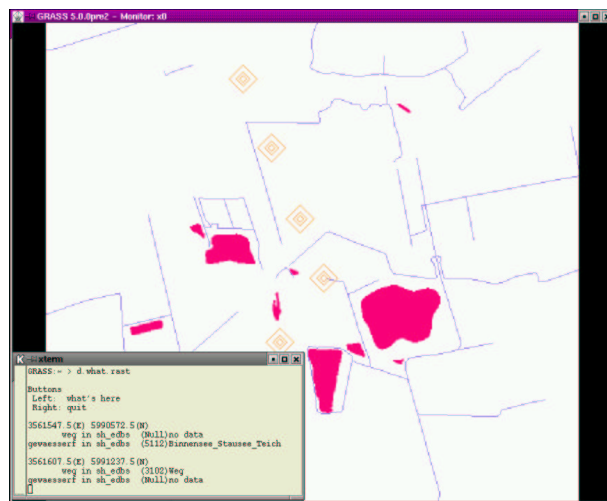 GRASS 5.0.0pre2 - Monitor: x0
xterm
GRASS:~ > d.what.rast
Buttons
Left: what's here
Right: quit
3561547.5(E) 5990572.5(N)
weg in sh_edbs (Null)no data
gewaesserf in sh_edbs (5112)Binnensee_Stausee_Teich
3561607.5(E) 5991237.5(N)
weg in sh_edbs (3102)Weg
gewaesserf in sh_edbs (Null)no data